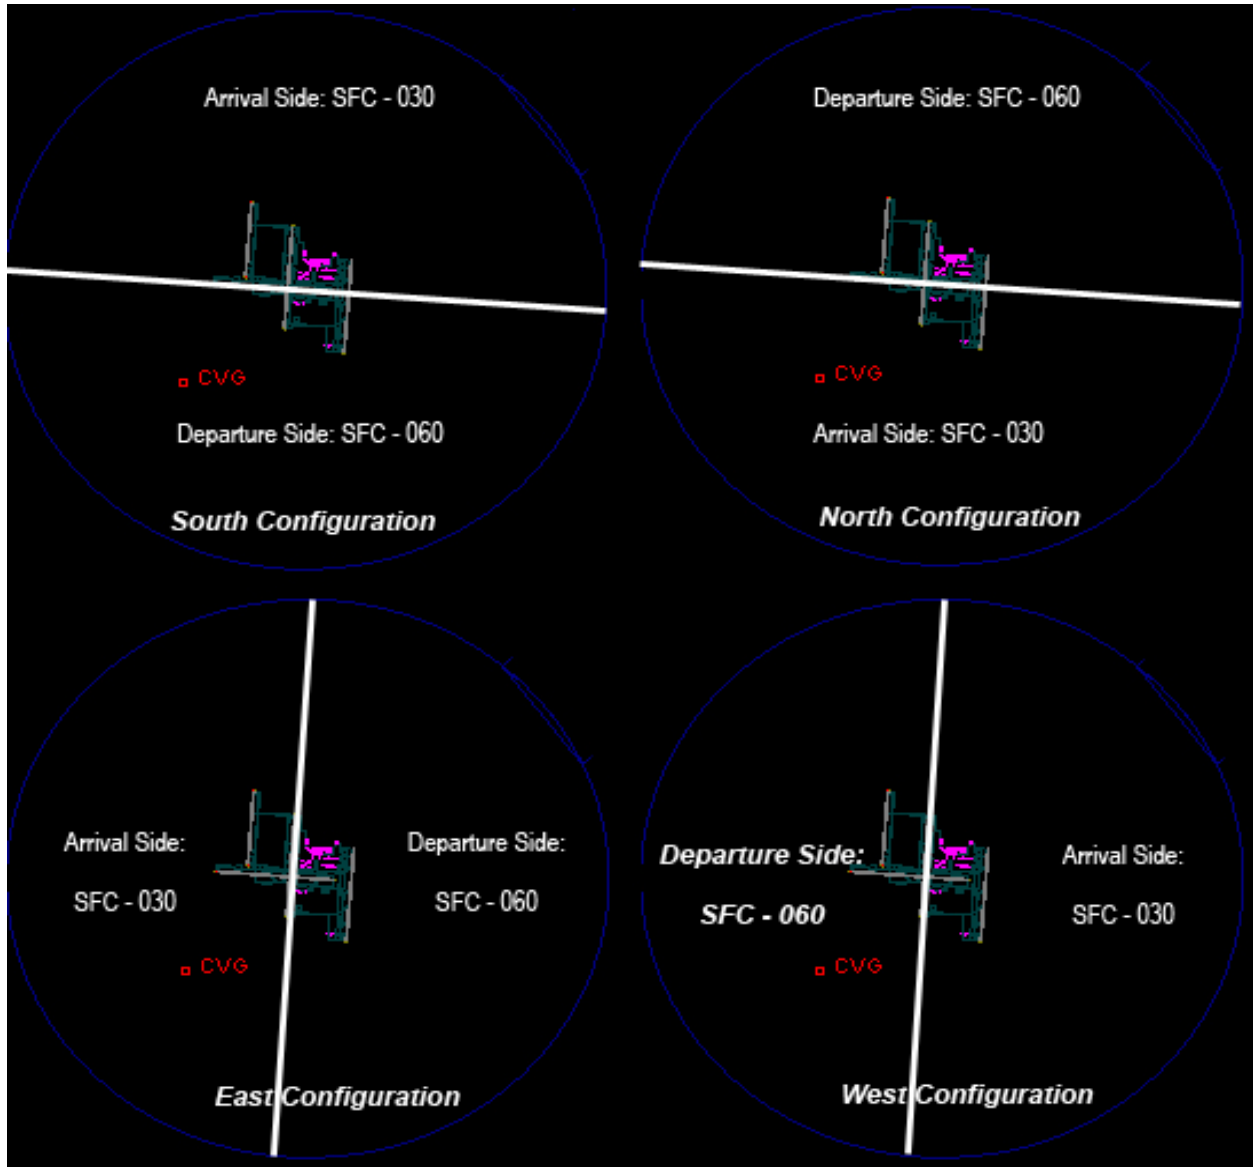 Arrival Side: SFC - 030
CVG
Departure Side: SFC - 060
South Configuration
Departure Side: SFC - 060
CVG
Arrival Side: SFC - 030
North Configuration
Arrival Side:
SFC - 030
Departure Side:
SFC - 060
CVG
East Configuration
Departure Side:
SFC - 060
Arrival Side:
SFC - 030
CVG
West Configuration